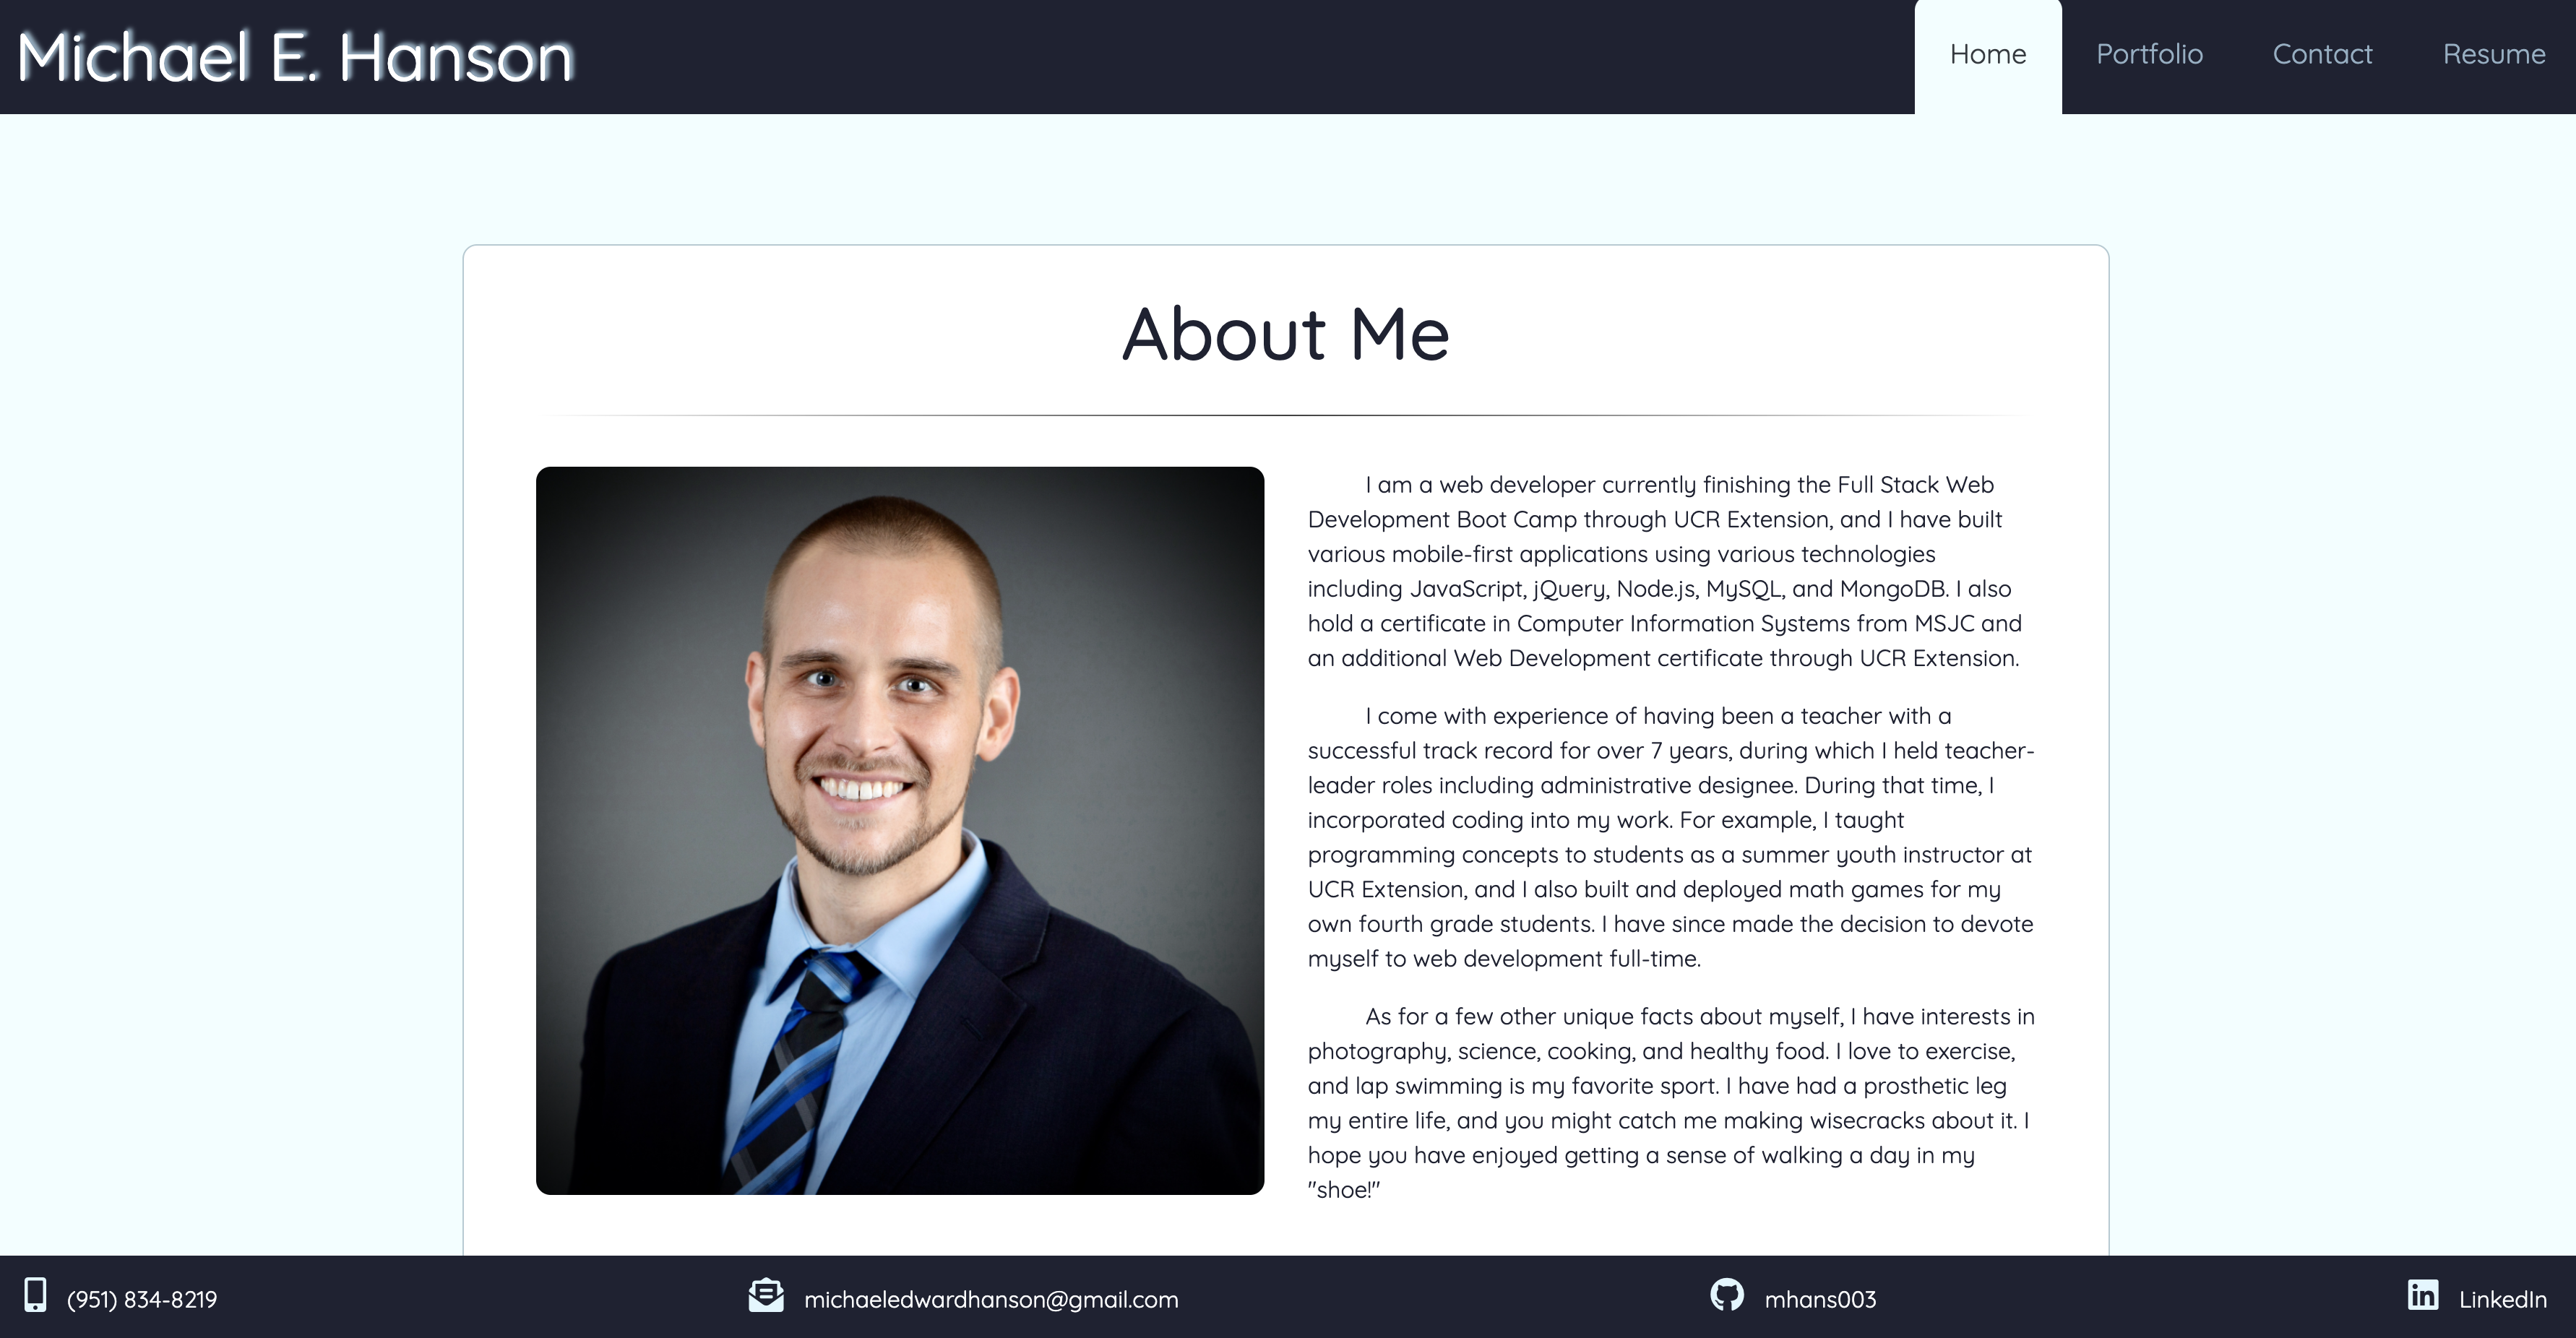 Michael E. Hanson
Home
Portfolio
Contact
Resume
About Me
I am a web developer currently finishing the Full Stack Web
Development Boot Camp through UCR Extension, and I have built
various mobile-first applications using various technologies
including JavaScript, jQuery, Node.js, MySQL, and MongoDB. I also
hold a certificate in Computer Information Systems from MSJC and
an additional Web Development certificate through UCR Extension.
I come with experience of having been a teacher with a
successful track record for over 7 years, during which I held teacher-
leader roles including administrative designee. During that time, I
incorporated coding into my work. For example, I taught
programming concepts to students as a summer youth instructor at
UCR Extension, and I also built and deployed math games for my
own fourth grade students. I have since made the decision to devote
myself to web development full-time.
As for a few other unique facts about myself, I have interests in
photography, science, cooking, and healthy food. I love to exercise,
and lap swimming is my favorite sport. I have had a prosthetic leg
my entire life, and you might catch me making wisecracks about it. I
hope you have enjoyed getting a sense of walking a day in my
"shoe!"
(951) 834-8219
michaeledwardhanson@gmail.com
mhans003
LinkedIn